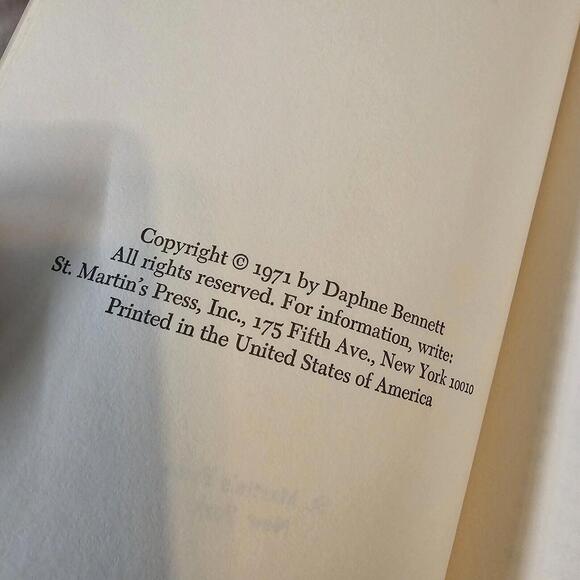 Copyright © 1971 by Daphne Bennett
All rights reserved. For information, write:
St. Martin's Press, Inc., 175 Fifth Ave., New York 10010
Printed in the United States of America